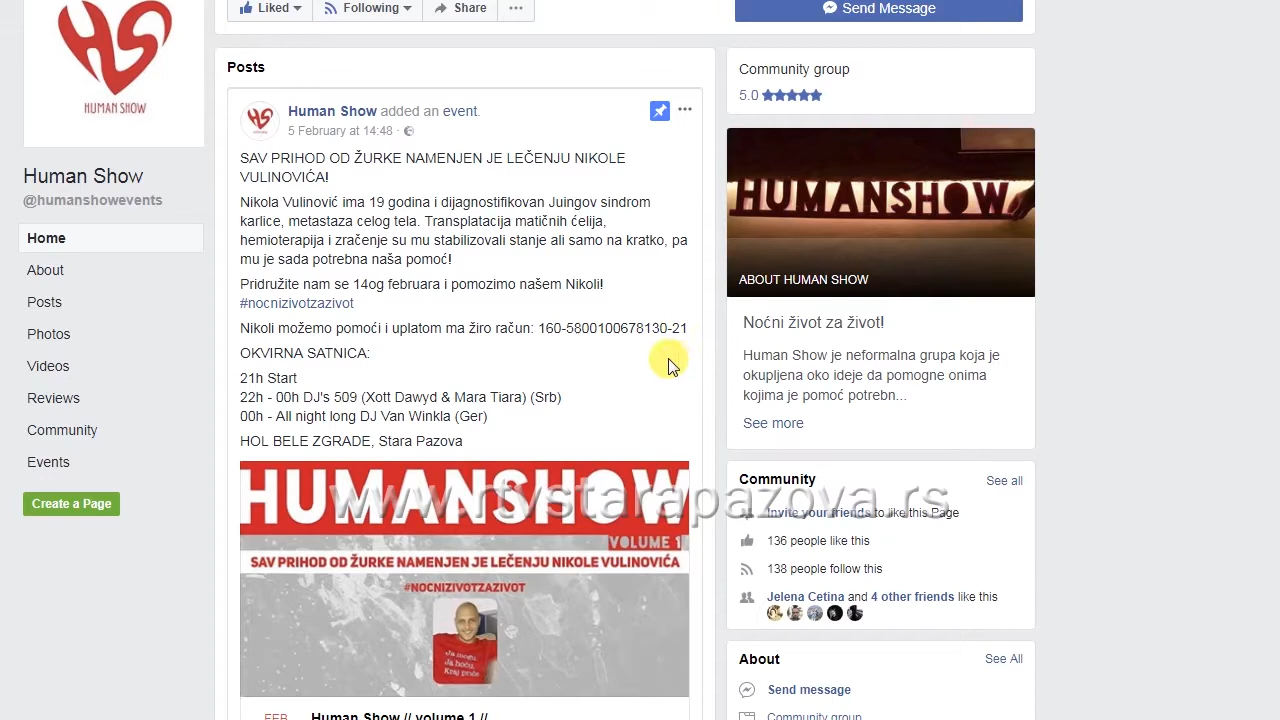 Liked
Following
Share
Send Message
HS
HUMAN SHOW
Human Show
@humanshowevents
Home
About
Posts
Photos
Videos
Reviews
Community
Events
Create a Page
Posts
Human Show added an event.
5 February at 14:48 ·
SAV PRIHOD OD ŽURKE NAMENJEN JE LEČENJU NIKOLE
VULINOVIĆA!
Nikola Vulinović ima 19 godina i dijagnostifikovan Juingov sindrom
karlice, metastaza celog tela. Transplatacija matičnih ćelija,
hemioterapija i zračenje su mu stabilizovali stanje ali samo na kratko, pa
mu je sada potrebna naša pomoć!
Pridružite nam se 14og februara i pomozimo našem Nikoli!
#nocnizivotzazivot
Nikoli možemo pomoći i uplatom ma žiro račun: 160-5800100678130-21
OKVIRNA SATNICA:
21h Start
22h - 00h DJ's 509 (Xott Dawyd & Mara Tiara) (Srb)
00h - All night long DJ Van Winkla (Ger)
HOL BELE ZGRADE, Stara Pazova
HUMANSHOW
VOLUME 1
SAV PRIHOD OD ŽURKE NAMENJEN JE LEČENJU NIKOLE VULINOVIĆA
#NOCNIZIVOTZAZIVOT
Ja mogu,
Ja hoću,
Kraj priče.
FEB
Human Show // volume 1 //
www.rtvstarapazova.rs
Community group
5.0
HUMANSHOW
ABOUT HUMAN SHOW
Noćni život za život!
Human Show je neformalna grupa koja je
okupljena oko ideje da pomogne onima
kojima je pomoć potrebn...
See more
Community
See all
Invite your friends to like this Page
136 people like this
138 people follow this
Jelena Cetina and 4 other friends like this
About
See All
Send message
Community group